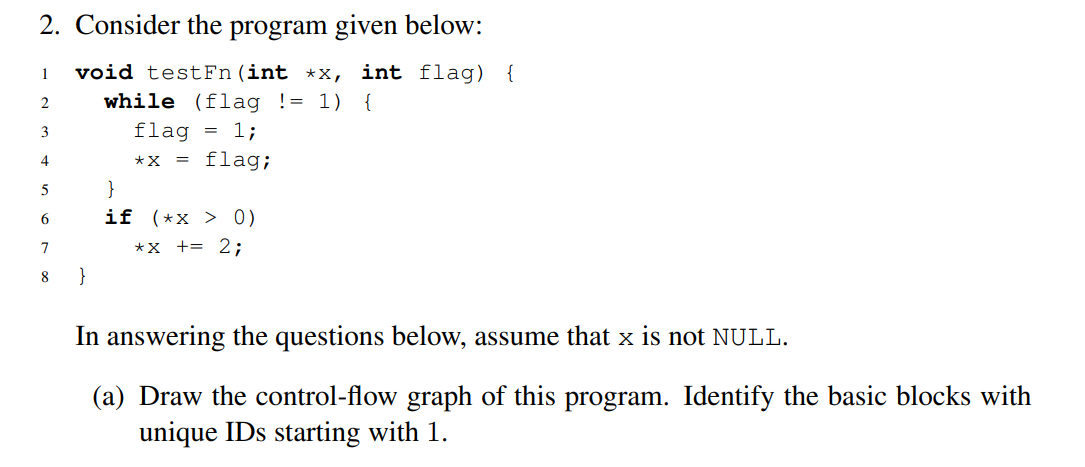 2. Consider the program given below:
1 void testFn(int *x, int flag) {
2 while (flag != 1) {
3 flag = 1;
4 *x = flag;
5 }
6 if (*x > 0)
7 *x += 2;
8 }
In answering the questions below, assume that x is not NULL.
(a) Draw the control-flow graph of this program. Identify the basic blocks with
unique IDs starting with 1.